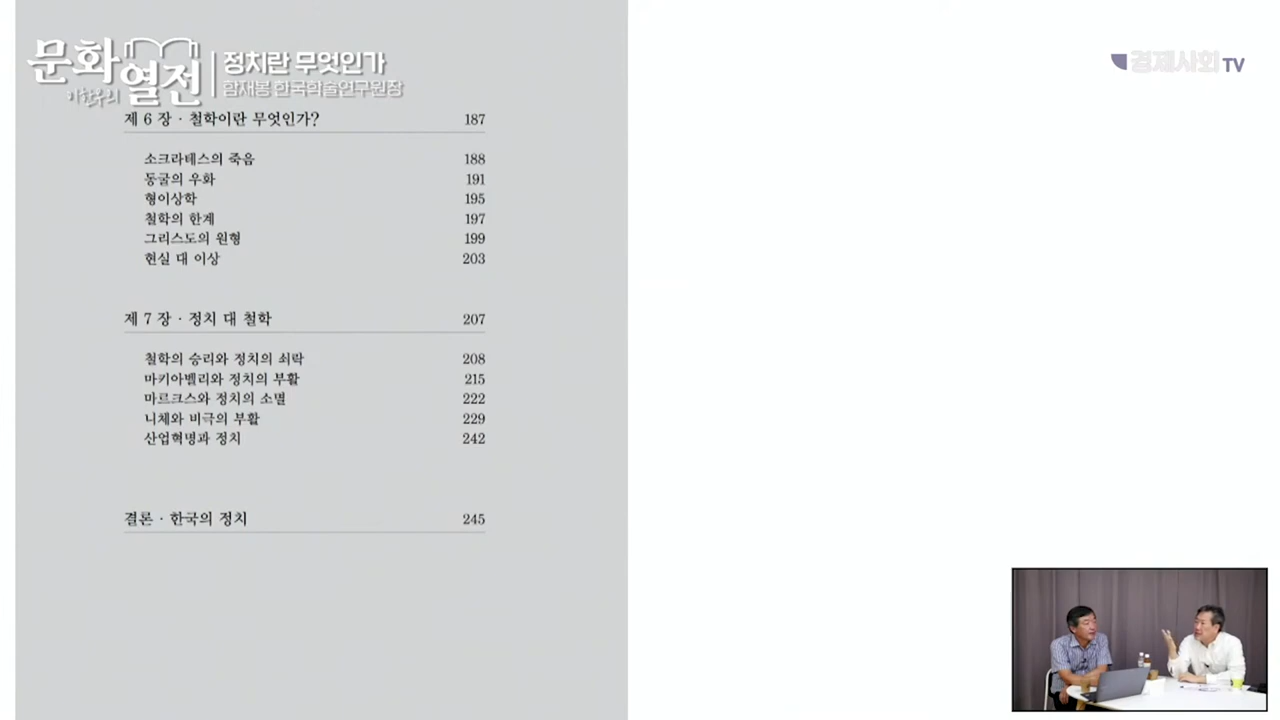 문화
이한우의 열전
정치란 무엇인가
함재봉 한국학술연구원장
경제사회 TV
제 6 장 · 철학이란 무엇인가? 187
소크라테스의 죽음 188
동굴의 우화 191
형이상학 195
철학의 한계 197
그리스도의 원형 199
현실 대 이상 203
제 7 장 · 정치 대 철학 207
철학의 승리와 정치의 쇠락 208
마키아벨리와 정치의 부활 215
마르크스와 정치의 소멸 222
니체와 비극의 부활 229
산업혁명과 정치 242
결론 · 한국의 정치 245